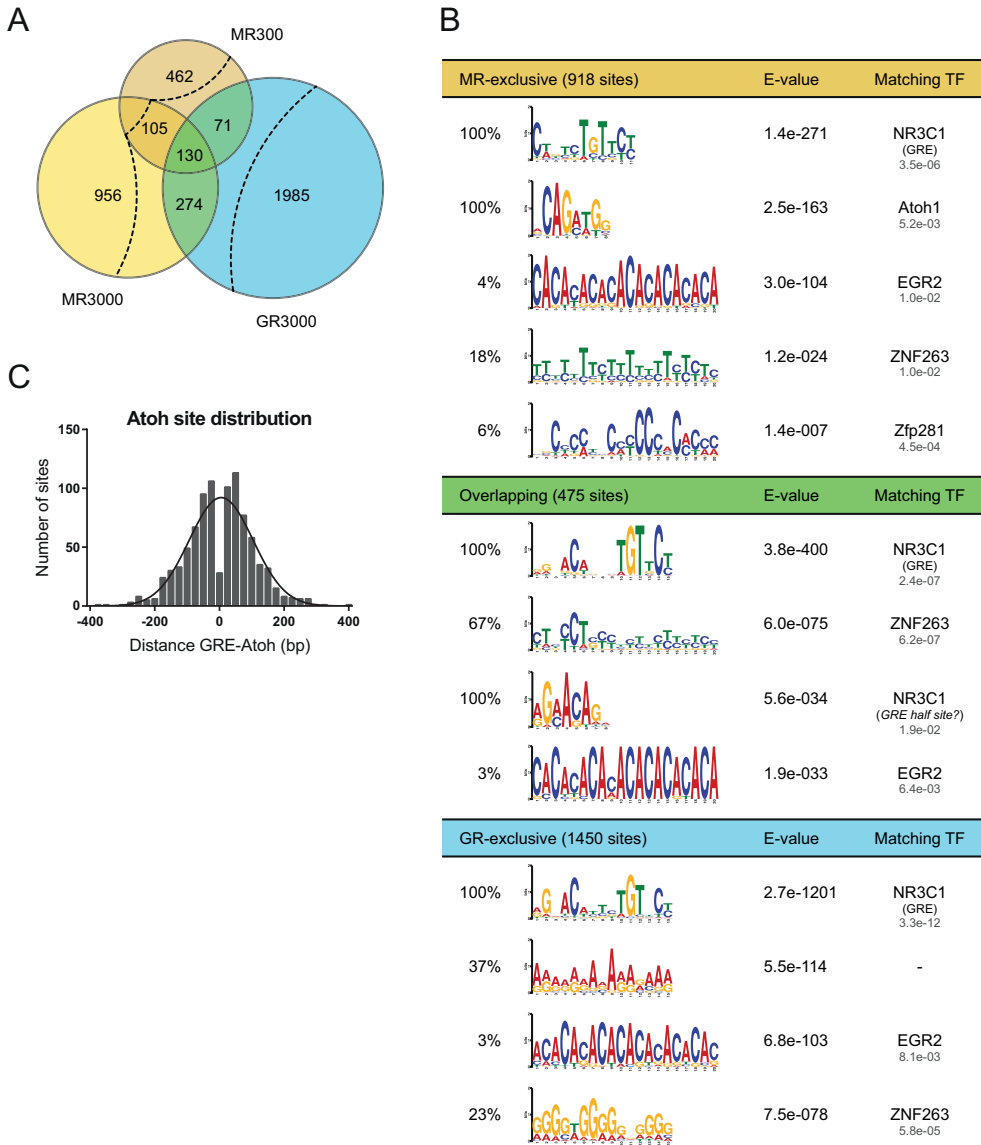 A
MR300
462
105
71
130
956
274
1985
MR3000
GR3000
B
MR-exclusive (918 sites) E-value Matching TF
100% 1.4e-271 NR3C1
(GRE)
3.5e-06
100% 2.5e-163 Atoh1
5.2e-03
4% 3.0e-104 EGR2
1.0e-02
18% 1.2e-024 ZNF263
1.0e-02
6% 1.4e-007 Zfp281
4.5e-04
Overlapping (475 sites) E-value Matching TF
100% 3.8e-400 NR3C1
(GRE)
2.4e-07
67% 6.0e-075 ZNF263
6.2e-07
100% 5.6e-034 NR3C1
(GRE half site?)
1.9e-02
3% 1.9e-033 EGR2
6.4e-03
GR-exclusive (1450 sites) E-value Matching TF
100% 2.7e-1201 NR3C1
(GRE)
3.3e-12
37% 5.5e-114 -
3% 6.8e-103 EGR2
8.1e-03
23% 7.5e-078 ZNF263
5.8e-05
C
Atoh site distribution
Number of sites
150
100
50
0
-400 -200 0 200 400
Distance GRE-Atoh (bp)